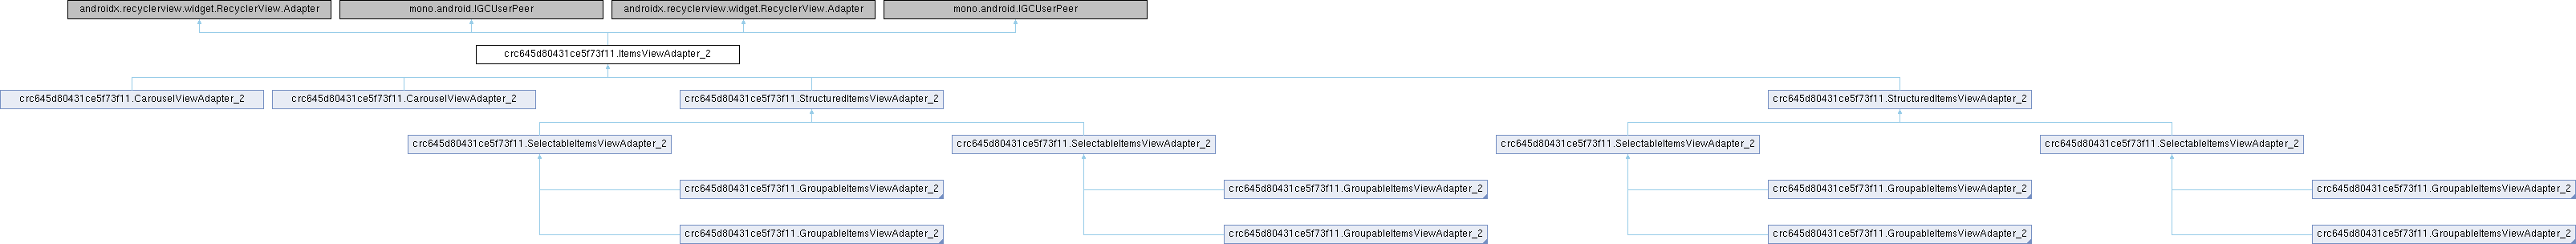 androidx.recyclerview.widget.RecyclerView.Adapter
mono.android.IGCUserPeer
androidx.recyclerview.widget.RecyclerView.Adapter
mono.android.IGCUserPeer
crc645d80431ce5f73f11.ItemsViewAdapter_2
crc645d80431ce5f73f11.CarouselViewAdapter_2
crc645d80431ce5f73f11.CarouselViewAdapter_2
crc645d80431ce5f73f11.StructuredItemsViewAdapter_2
crc645d80431ce5f73f11.StructuredItemsViewAdapter_2
crc645d80431ce5f73f11.SelectableItemsViewAdapter_2
crc645d80431ce5f73f11.SelectableItemsViewAdapter_2
crc645d80431ce5f73f11.SelectableItemsViewAdapter_2
crc645d80431ce5f73f11.SelectableItemsViewAdapter_2
crc645d80431ce5f73f11.GroupableItemsViewAdapter_2
crc645d80431ce5f73f11.GroupableItemsViewAdapter_2
crc645d80431ce5f73f11.GroupableItemsViewAdapter_2
crc645d80431ce5f73f11.GroupableItemsViewAdapter_2
crc645d80431ce5f73f11.GroupableItemsViewAdapter_2
crc645d80431ce5f73f11.GroupableItemsViewAdapter_2
crc645d80431ce5f73f11.GroupableItemsViewAdapter_2
crc645d80431ce5f73f11.GroupableItemsViewAdapter_2